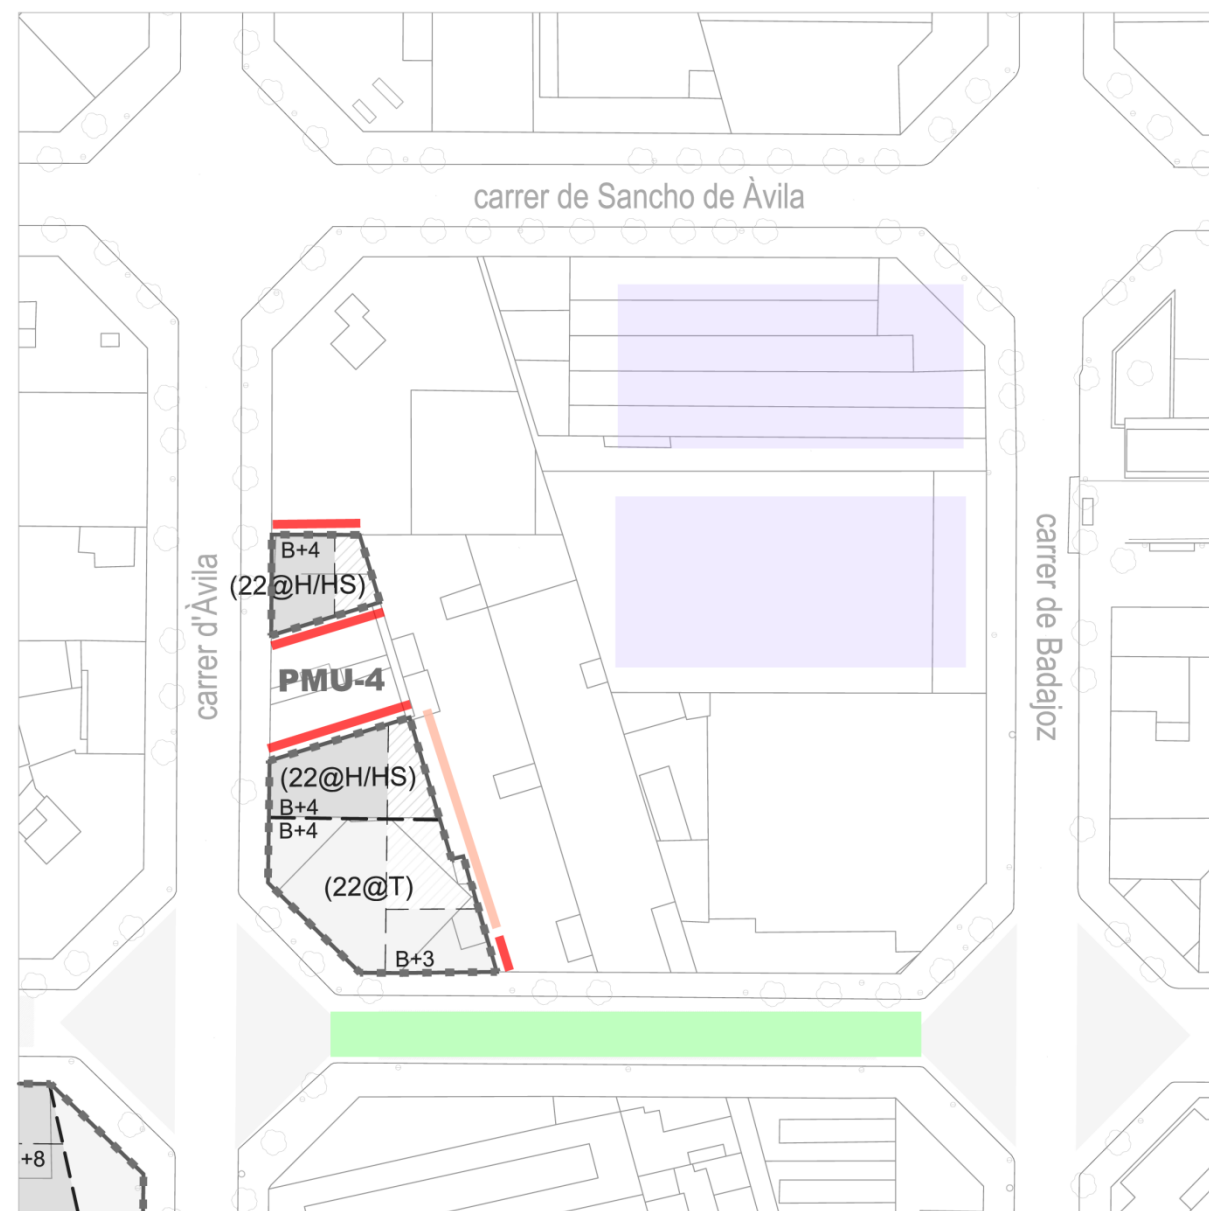 carrer de Sancho de Àvila
B+4
(22@H/HS)
carrer d'Àvila
carrer de Badajoz
PMU-4
(22@H/HS)
B+4
B+4
(22@T)
B+3
+8